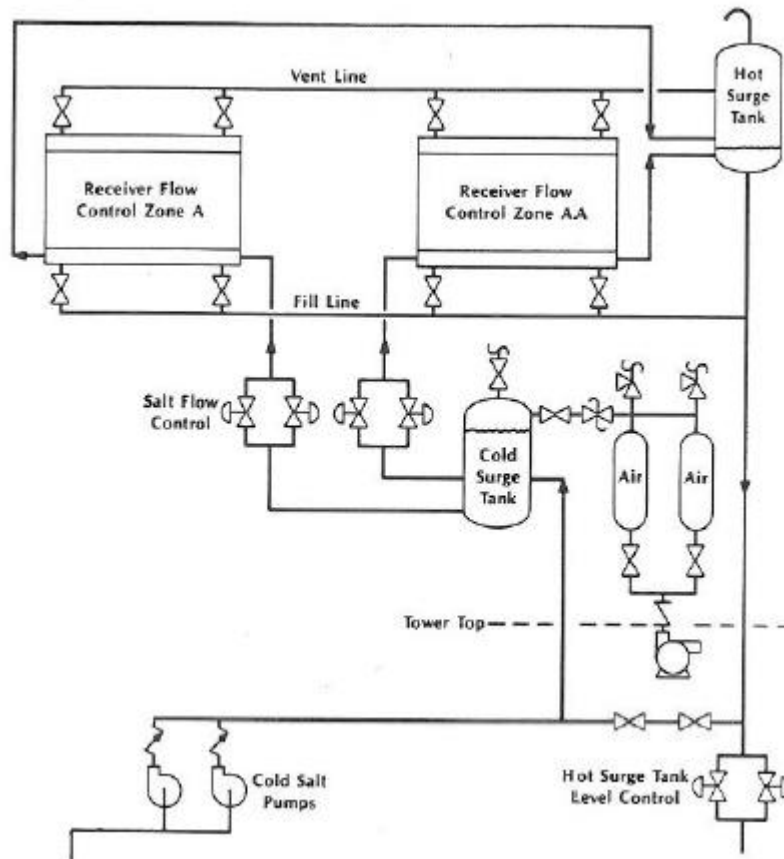 Vent Line
Hot
Surge
Tank
Receiver Flow
Control Zone A
Receiver Flow
Control Zone A.A
Fill Line
Salt Flow
Control
Cold
Surge
Tank
Air
Air
Tower Top
Cold Salt
Pumps
Hot Surge Tank
Level Control